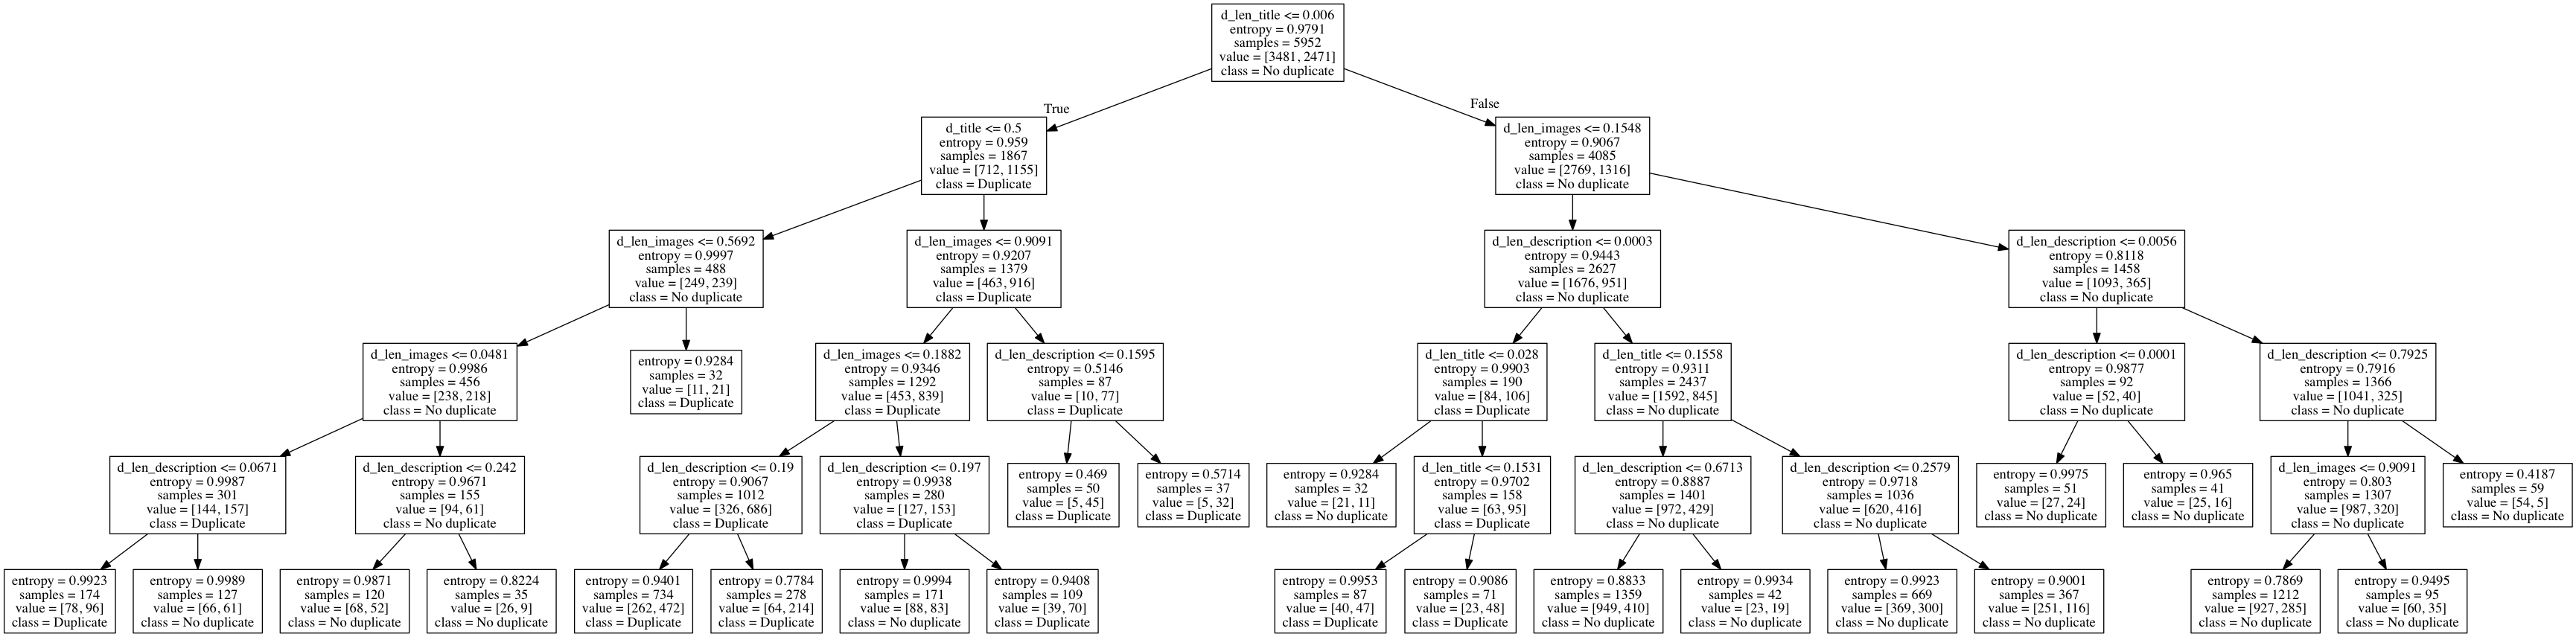 d_len_title <= 0.006
entropy = 0.9791
samples = 5952
value = [3481, 2471]
class = No duplicate
True
False
d_title <= 0.5
entropy = 0.959
samples = 1867
value = [712, 1155]
class = Duplicate
d_len_images <= 0.1548
entropy = 0.9067
samples = 4085
value = [2769, 1316]
class = No duplicate
d_len_images <= 0.5692
entropy = 0.9997
samples = 488
value = [249, 239]
class = No duplicate
d_len_images <= 0.9091
entropy = 0.9207
samples = 1379
value = [463, 916]
class = Duplicate
d_len_description <= 0.0003
entropy = 0.9443
samples = 2627
value = [1676, 951]
class = No duplicate
d_len_description <= 0.0056
entropy = 0.8118
samples = 1458
value = [1093, 365]
class = No duplicate
d_len_images <= 0.0481
entropy = 0.9986
samples = 456
value = [238, 218]
class = No duplicate
entropy = 0.9284
samples = 32
value = [11, 21]
class = Duplicate
d_len_images <= 0.1882
entropy = 0.9346
samples = 1292
value = [453, 839]
class = Duplicate
d_len_description <= 0.1595
entropy = 0.5146
samples = 87
value = [10, 77]
class = Duplicate
d_len_title <= 0.028
entropy = 0.9903
samples = 190
value = [84, 106]
class = Duplicate
d_len_title <= 0.1558
entropy = 0.9311
samples = 2437
value = [1592, 845]
class = No duplicate
d_len_description <= 0.0001
entropy = 0.9877
samples = 92
value = [52, 40]
class = No duplicate
d_len_description <= 0.7925
entropy = 0.7916
samples = 1366
value = [1041, 325]
class = No duplicate
d_len_description <= 0.0671
entropy = 0.9987
samples = 301
value = [144, 157]
class = Duplicate
d_len_description <= 0.242
entropy = 0.9671
samples = 155
value = [94, 61]
class = No duplicate
d_len_description <= 0.19
entropy = 0.9067
samples = 1012
value = [326, 686]
class = Duplicate
d_len_description <= 0.197
entropy = 0.9938
samples = 280
value = [127, 153]
class = Duplicate
entropy = 0.469
samples = 50
value = [5, 45]
class = Duplicate
entropy = 0.5714
samples = 37
value = [5, 32]
class = Duplicate
entropy = 0.9284
samples = 32
value = [21, 11]
class = No duplicate
d_len_title <= 0.1531
entropy = 0.9702
samples = 158
value = [63, 95]
class = Duplicate
d_len_description <= 0.6713
entropy = 0.8887
samples = 1401
value = [972, 429]
class = No duplicate
d_len_description <= 0.2579
entropy = 0.9718
samples = 1036
value = [620, 416]
class = No duplicate
entropy = 0.9975
samples = 51
value = [27, 24]
class = No duplicate
entropy = 0.965
samples = 41
value = [25, 16]
class = No duplicate
d_len_images <= 0.9091
entropy = 0.803
samples = 1307
value = [987, 320]
class = No duplicate
entropy = 0.4187
samples = 59
value = [54, 5]
class = No duplicate
entropy = 0.9923
samples = 174
value = [78, 96]
class = Duplicate
entropy = 0.9989
samples = 127
value = [66, 61]
class = No duplicate
entropy = 0.9871
samples = 120
value = [68, 52]
class = No duplicate
entropy = 0.8224
samples = 35
value = [26, 9]
class = No duplicate
entropy = 0.9401
samples = 734
value = [262, 472]
class = Duplicate
entropy = 0.7784
samples = 278
value = [64, 214]
class = Duplicate
entropy = 0.9994
samples = 171
value = [88, 83]
class = No duplicate
entropy = 0.9408
samples = 109
value = [39, 70]
class = Duplicate
entropy = 0.9953
samples = 87
value = [40, 47]
class = Duplicate
entropy = 0.9086
samples = 71
value = [23, 48]
class = Duplicate
entropy = 0.8833
samples = 1359
value = [949, 410]
class = No duplicate
entropy = 0.9934
samples = 42
value = [23, 19]
class = No duplicate
entropy = 0.9923
samples = 669
value = [369, 300]
class = No duplicate
entropy = 0.9001
samples = 367
value = [251, 116]
class = No duplicate
entropy = 0.7869
samples = 1212
value = [927, 285]
class = No duplicate
entropy = 0.9495
samples = 95
value = [60, 35]
class = No duplicate